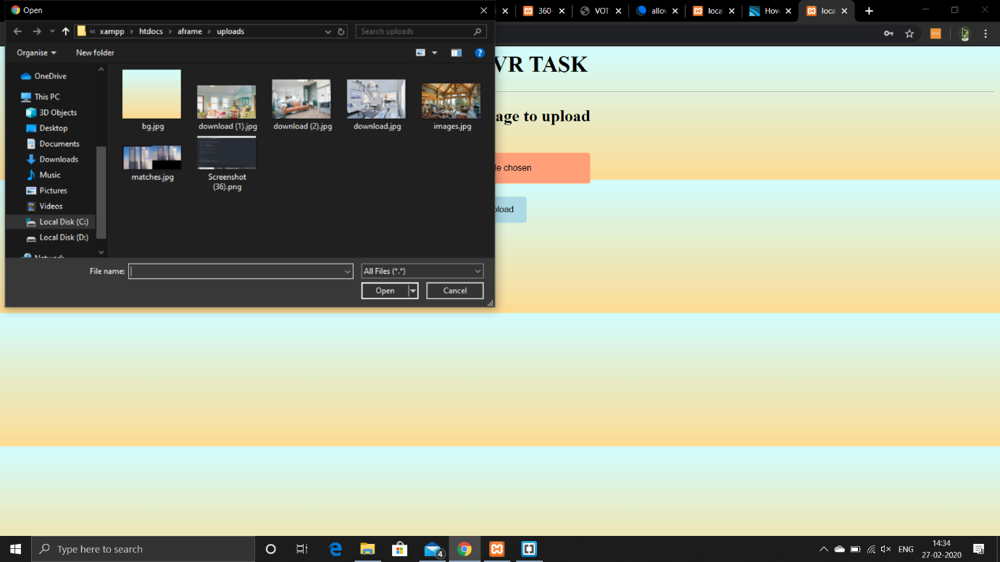 Open
360-
VOT
allov
loca
How
loca
« xampp › htdocs › aframe › uploads
Search uploads
Organise
New folder
VR TASK
age to upload
le chosen
pload
OneDrive
This PC
3D Objects
Desktop
Documents
Downloads
Music
Pictures
Videos
Local Disk (C:)
Local Disk (D:)
Network
bg.jpg
download (1).jpg
download (2).jpg
download.jpg
images.jpg
matches.jpg
Screenshot
(36).png
File name:
All Files (*.*)
Open
Cancel
Type here to search
4
ENG
14:34
27-02-2020